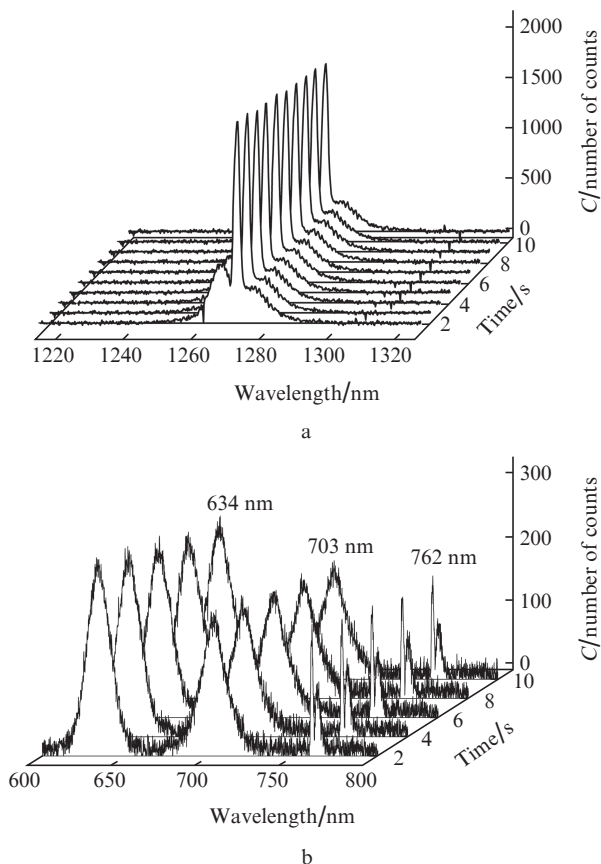 2000
1500
1000
500
0
C/number of counts
10
8
6
4
2
Time/s
1220 1240 1260 1280 1300 1320
Wavelength/nm
a
634 nm
703 nm
762 nm
300
200
100
0
C/number of counts
10
8
6
4
2
Time/s
600 650 700 750 800
Wavelength/nm
b